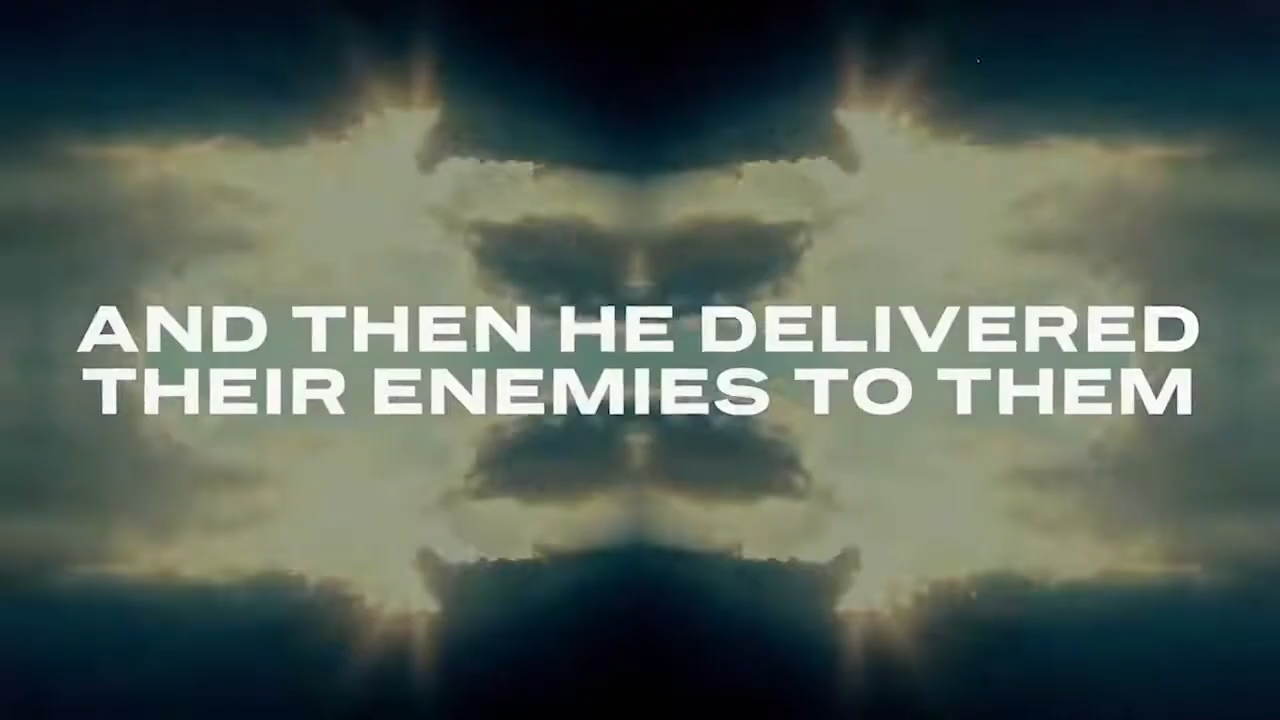 AND THEN HE DELIVERED
THEIR ENEMIES TO THEM